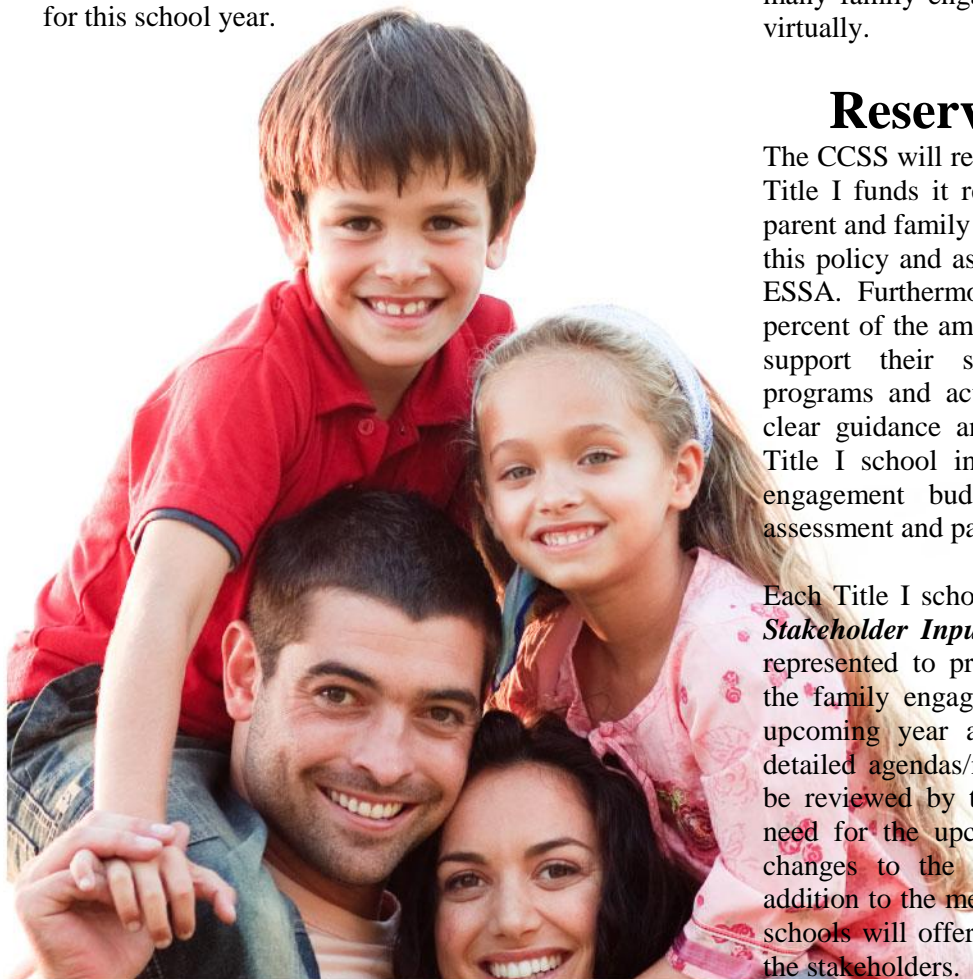 for this school year.
virtually.
Reserv
The CCSS will re
Title I funds it r
parent and family
this policy and as
ESSA. Furthermo
percent of the am
support their s
programs and act
clear guidance a
Title I school in
engagement bud
assessment and pa
Each Title I scho
Stakeholder Inpu
represented to pr
the family engag
upcoming year a
detailed agendas/
be reviewed by t
need for the upc
changes to the
addition to the me
schools will offer
the stakeholders.